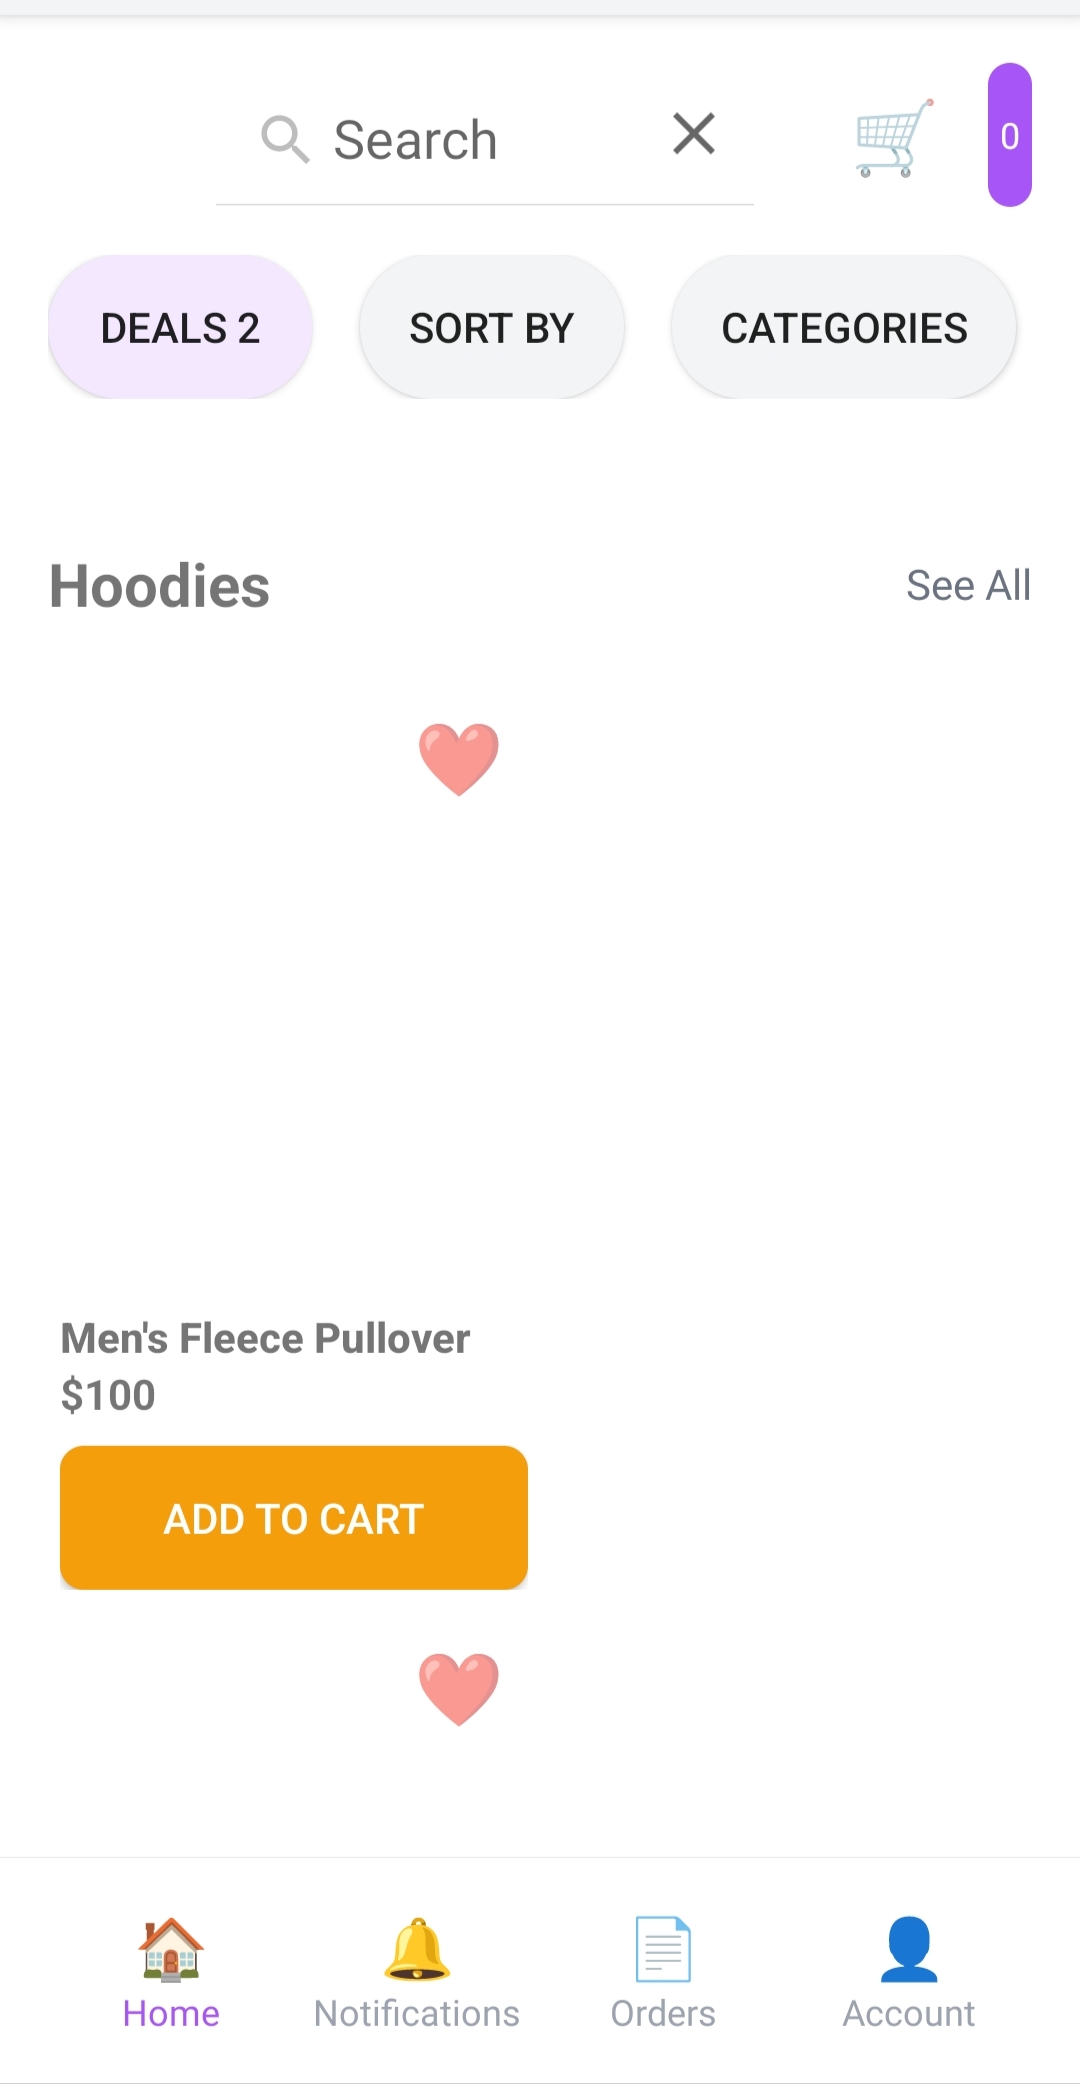 Search
0
DEALS 2
SORT BY
CATEGORIES
Hoodies
See All
Men's Fleece Pullover
$100
ADD TO CART
Home
Notifications
Orders
Account